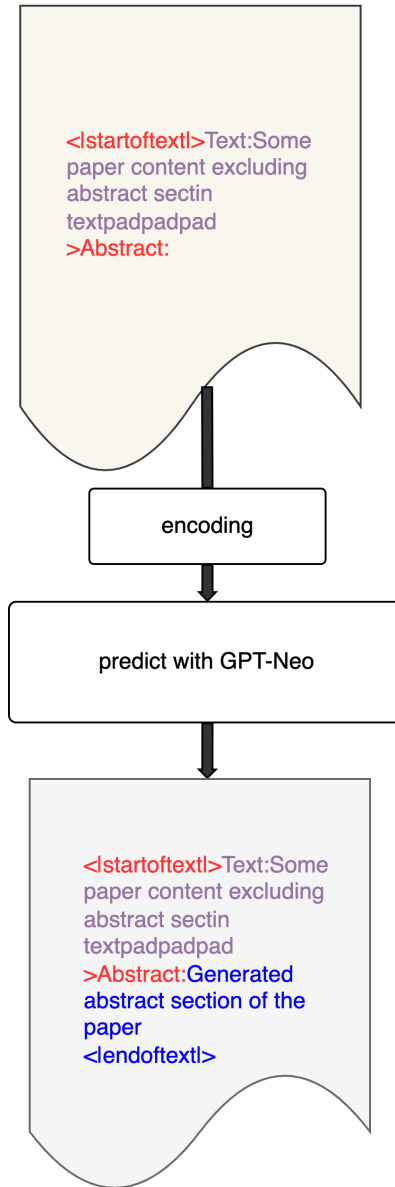 <|startoftext|>Text:Some
paper content excluding
abstract sectin
textpadpadpad
>Abstract:
encoding
predict with GPT-Neo
<|startoftext|>Text:Some
paper content excluding
abstract sectin
textpadpadpad
>Abstract:Generated
abstract section of the
paper
<|endoftext|>